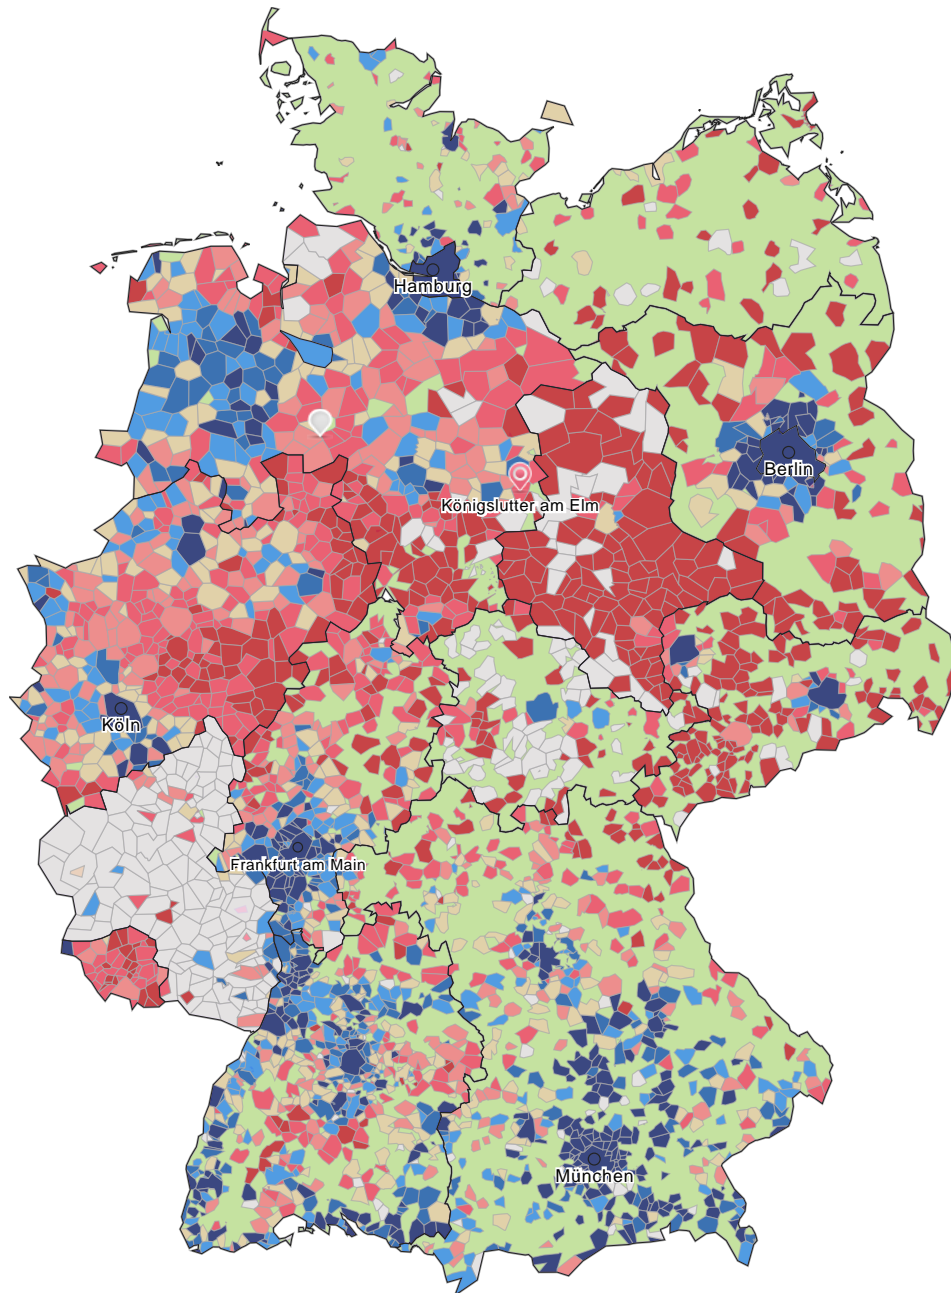 Hamburg
Berlin
Königslutter am Elm
Köln
Frankfurt am Main
München